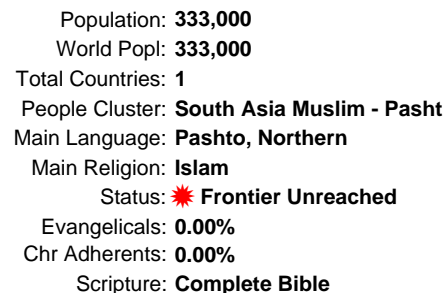 Population: 333,000
World Popl: 333,000
Total Countries: 1
People Cluster: South Asia Muslim - Pasht
Main Language: Pashto, Northern
Main Religion: Islam
Status: Frontier Unreached
Evangelicals: 0.00%
Chr Adherents: 0.00%
Scripture: Complete Bible